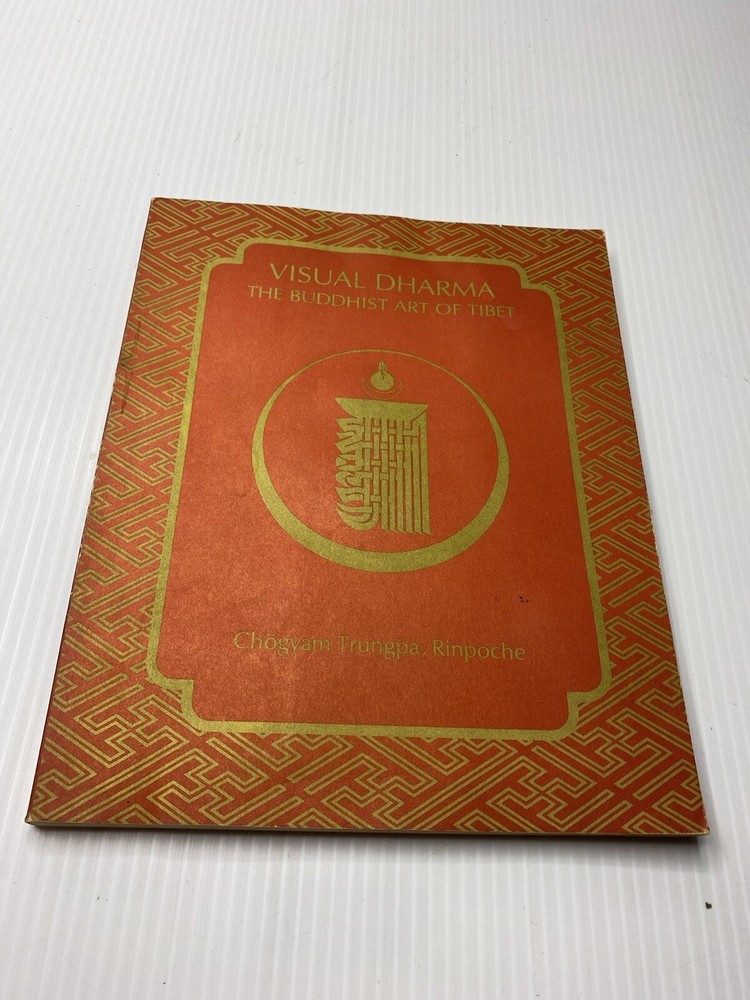 VISUAL DHARMA
THE BUDDHIST ART OF TIBET
Chögyam Trungpa, Rinpoche